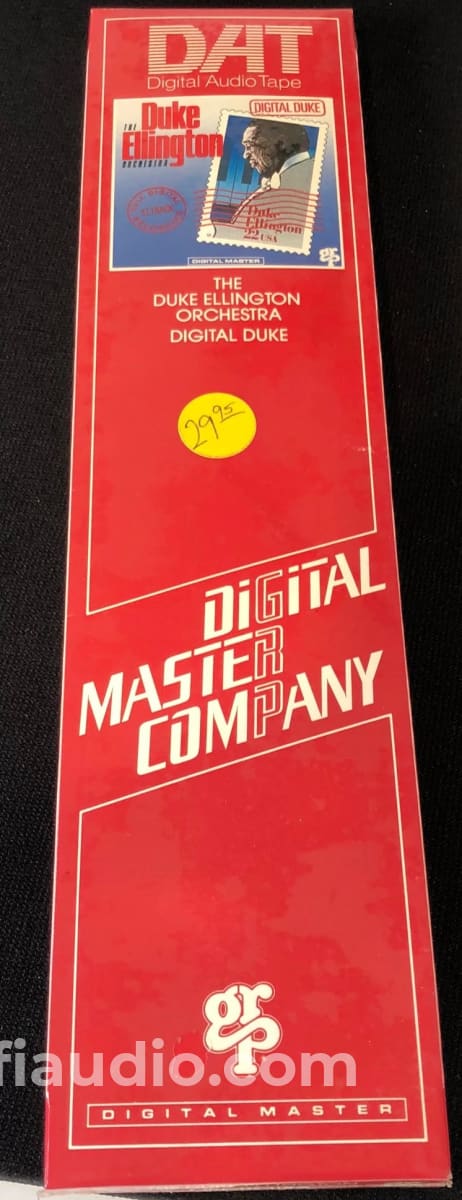 DAT
Digital Audio Tape
DIGITAL DUKE
THE
Duke
Ellington
ORCHESTRA
Duke
Ellington
22 USA
DIGITAL MASTER
grp
THE
DUKE ELLINGTON
ORCHESTRA
DIGITAL DUKE
29 95
DIGITAL
MASTER
COMPANY
grp
fiaudio.com
DIGITAL MASTER